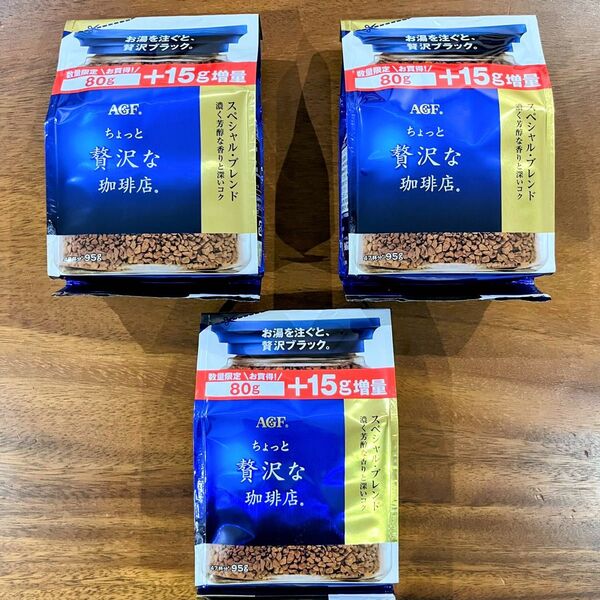 お湯を注ぐと、
贅沢ブラック。
数量限定 \お買得!/
80g
+15g増量
AGF®
ちょっと
贅沢な
珈琲店®
スペシャル・ブレンド
濃く芳醇な香りと深いコク
95g
お湯を注ぐと、
贅沢ブラック。
数量限定 \お買得!/
80g
+15g増量
AGF®
ちょっと
贅沢な
珈琲店®
スペシャル・ブレンド
濃く芳醇な香りと深いコク
47杯分* 95g
お湯を注ぐと、
贅沢ブラック。
数量限定 \お買得!/
80g
+15g増量
AGF®
ちょっと
贅沢な
珈琲店®
スペシャル・ブレンド
濃く芳醇な香りと深いコク
47杯分* 95g